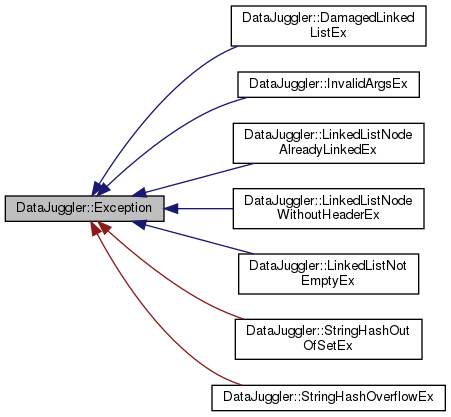 DataJuggler::DamagedLinked
ListEx
DataJuggler::InvalidArgsEx
DataJuggler::LinkedListNode
AlreadyLinkedEx
DataJuggler::Exception
DataJuggler::LinkedListNode
WithoutHeaderEx
DataJuggler::LinkedListNot
EmptyEx
DataJuggler::StringHashOut
OfSetEx
DataJuggler::StringHashOverflowEx